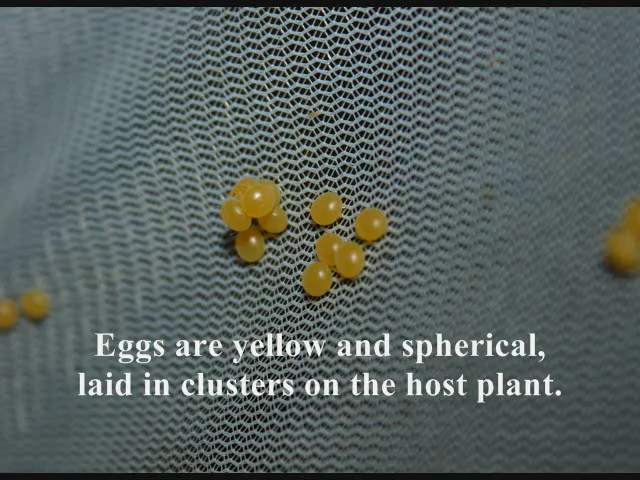 Eggs are yellow and spherical,
laid in clusters on the host plant.